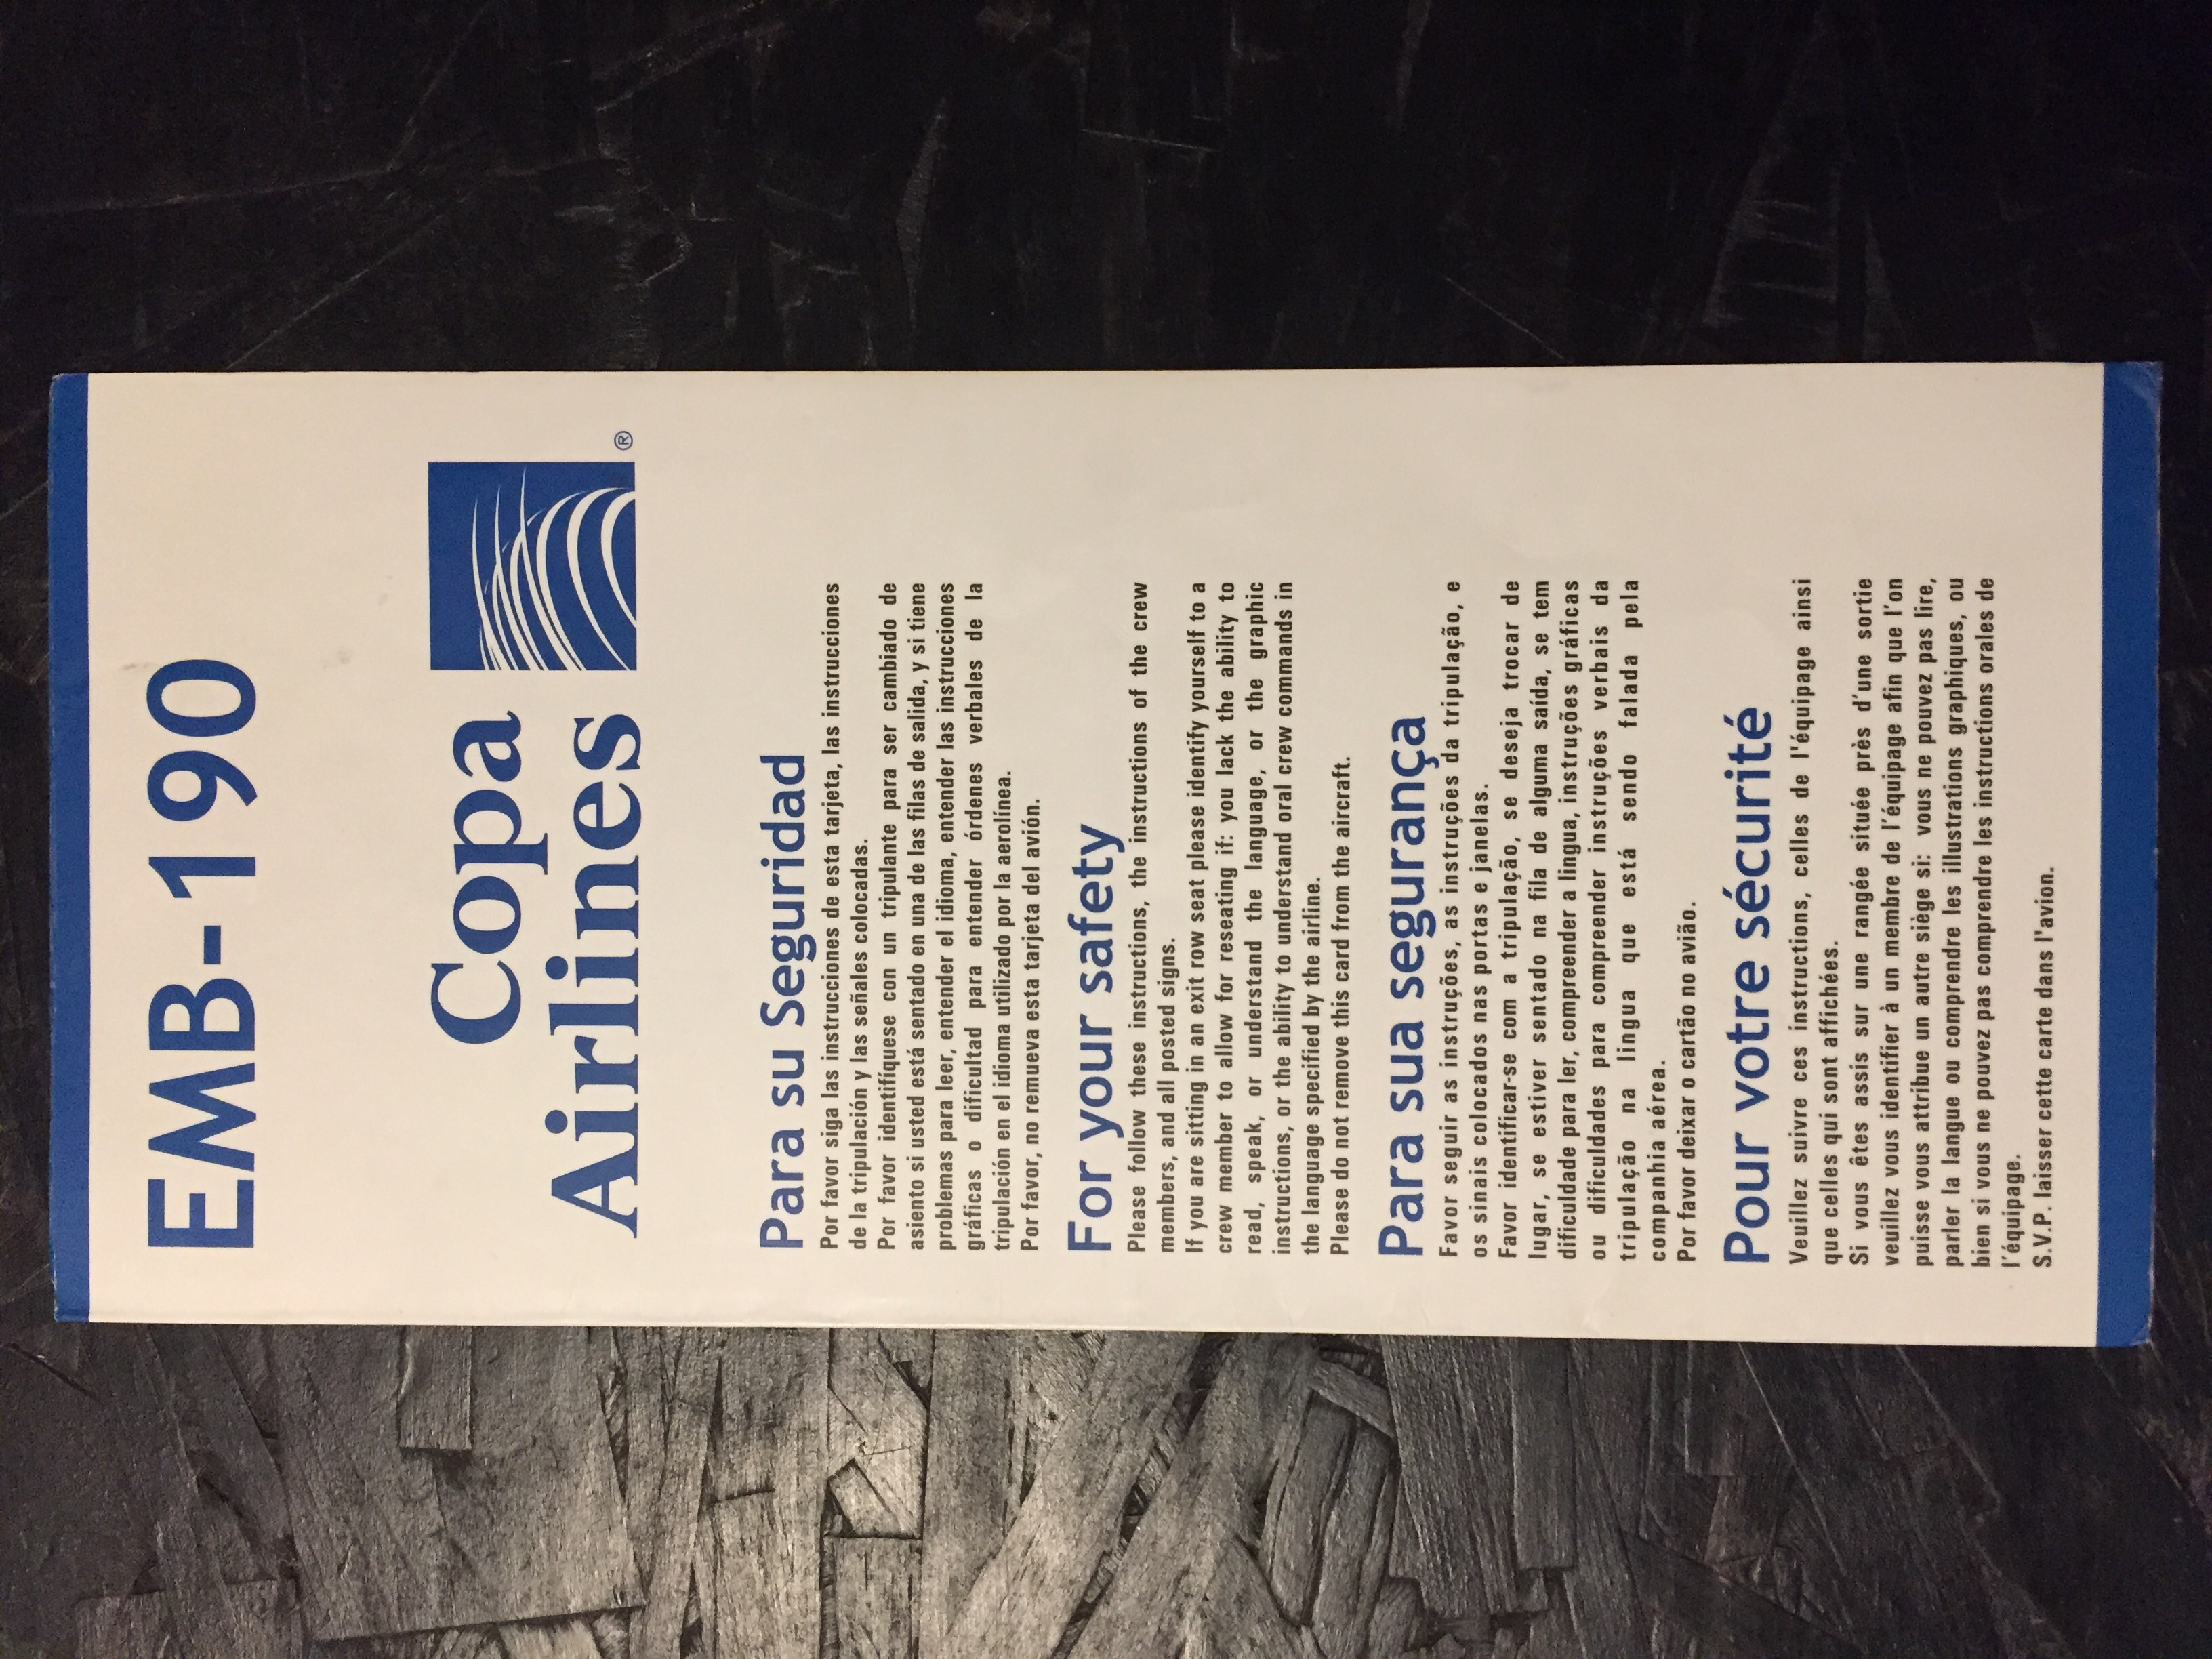 EMB-190
Copa
Airlines
®
Para su Seguridad
Por favor siga las instrucciones de esta tarjeta, las instrucciones
de la tripulación y las señales colocadas.
Por favor identifíquese con un tripulante para ser cambiado de
asiento si usted está sentado en una de las filas de salida, y si tiene
problemas para leer, entender el idioma, entender las instrucciones
gráficas o dificultad para entender órdenes verbales de la
tripulación en el idioma utilizado por la aerolínea.
Por favor, no remueva esta tarjeta del avión.
For your safety
Please follow these instructions, the instructions of the crew
members, and all posted signs.
If you are sitting in an exit row seat please identify yourself to a
crew member to allow for reseating if: you lack the ability to
read, speak, or understand the language, or the graphic
instructions, or the ability to understand oral crew commands in
the language specified by the airline.
Please do not remove this card from the aircraft.
Para sua segurança
Favor seguir as instruções, as instruções da tripulação, e
os sinais colocados nas portas e janelas.
Favor identificar-se com a tripulação, se deseja trocar de
lugar, se estiver sentado na fila de alguma saída, se tem
dificuldade para ler, compreender a lingua, instruções gráficas
ou dificuldades para compreender instruções verbais da
tripulação na lingua que está sendo falada pela
companhia aérea.
Por favor deixar o cartão no avião.
Pour votre sécurité
Veuillez suivre ces instructions, celles de l'équipage ainsi
que celles qui sont affichées.
Si vous êtes assis sur une rangée située près d'une sortie
veuillez vous identifier à un membre de l'équipage afin que l'on
puisse vous attribue un autre siège si: vous ne pouvez pas lire,
parler la langue ou comprendre les illustrations graphiques, ou
bien si vous ne pouvez pas comprendre les instructions orales de
l'équipage.
S.V.P. laisser cette carte dans l'avion.